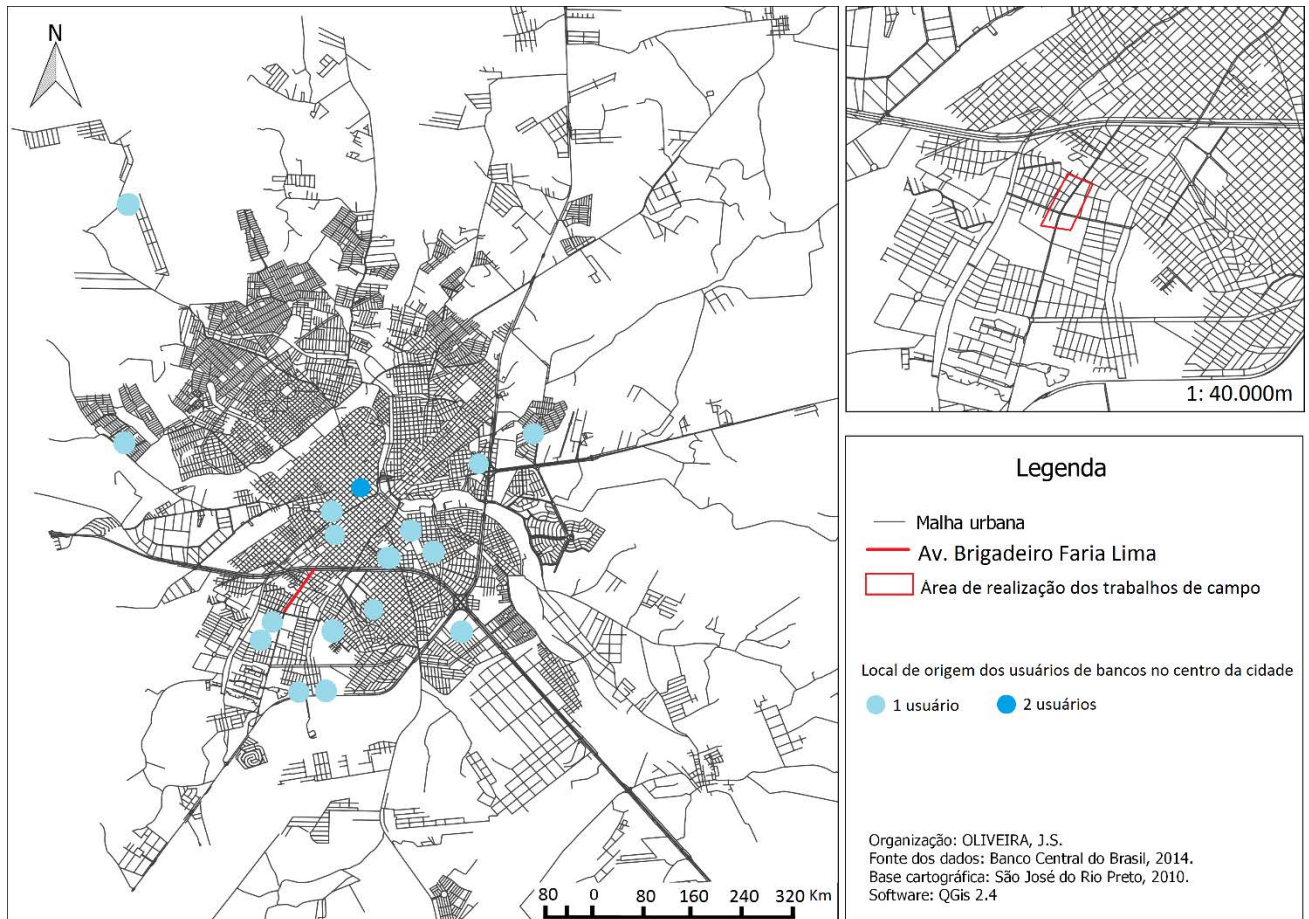 N
80 0 80 160 240 320 Km
1: 40.000m
Legenda
Malha urbana
Av. Brigadeiro Faria Lima
Área de realização dos trabalhos de campo
Local de origem dos usuários de bancos no centro da cidade
1 usuário 2 usuários
Organização: OLIVEIRA, J.S.
Fonte dos dados: Banco Central do Brasil, 2014.
Base cartográfica: São José do Rio Preto, 2010.
Software: QGis 2.4